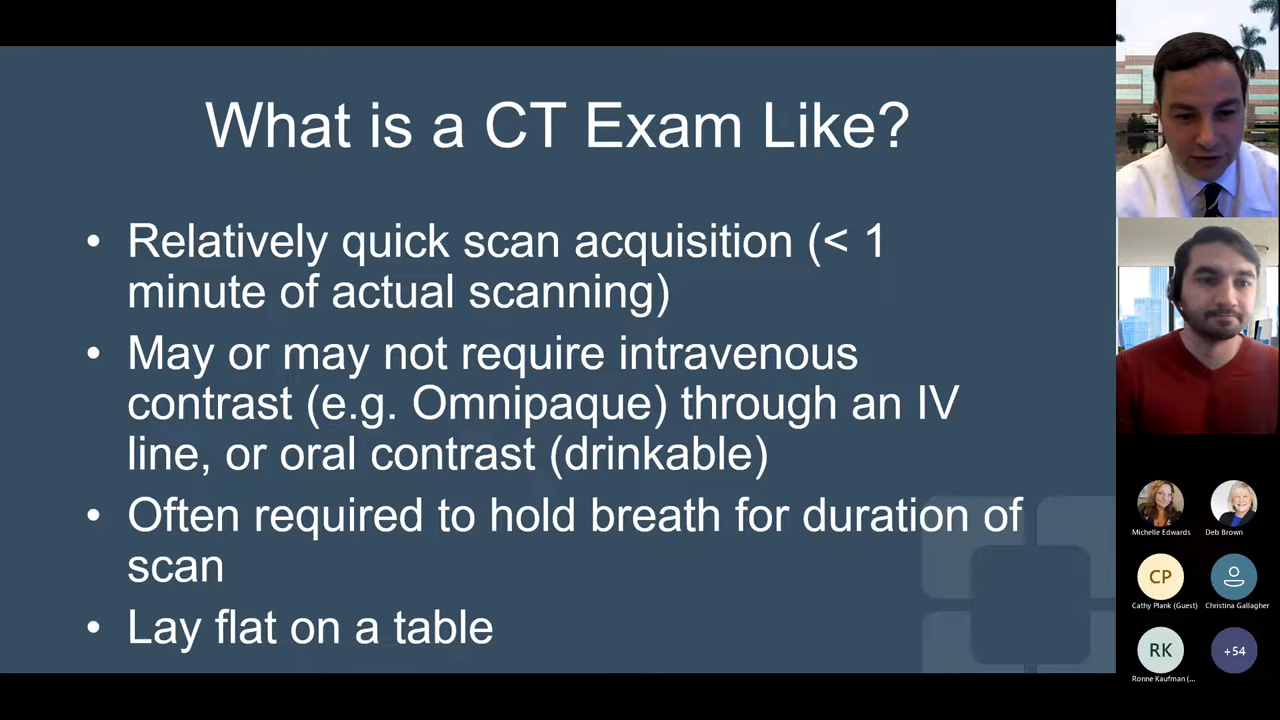 What is a CT Exam Like?
• Relatively quick scan acquisition (< 1
minute of actual scanning)
• May or may not require intravenous
contrast (e.g. Omnipaque) through an IV
line, or oral contrast (drinkable)
• Often required to hold breath for duration of
scan
• Lay flat on a table
Michelle Edwards
Deb Brown
CP
Cathy Plank (Guest)
Christina Gallagher
RK
Ronne Kaufman (...
+54